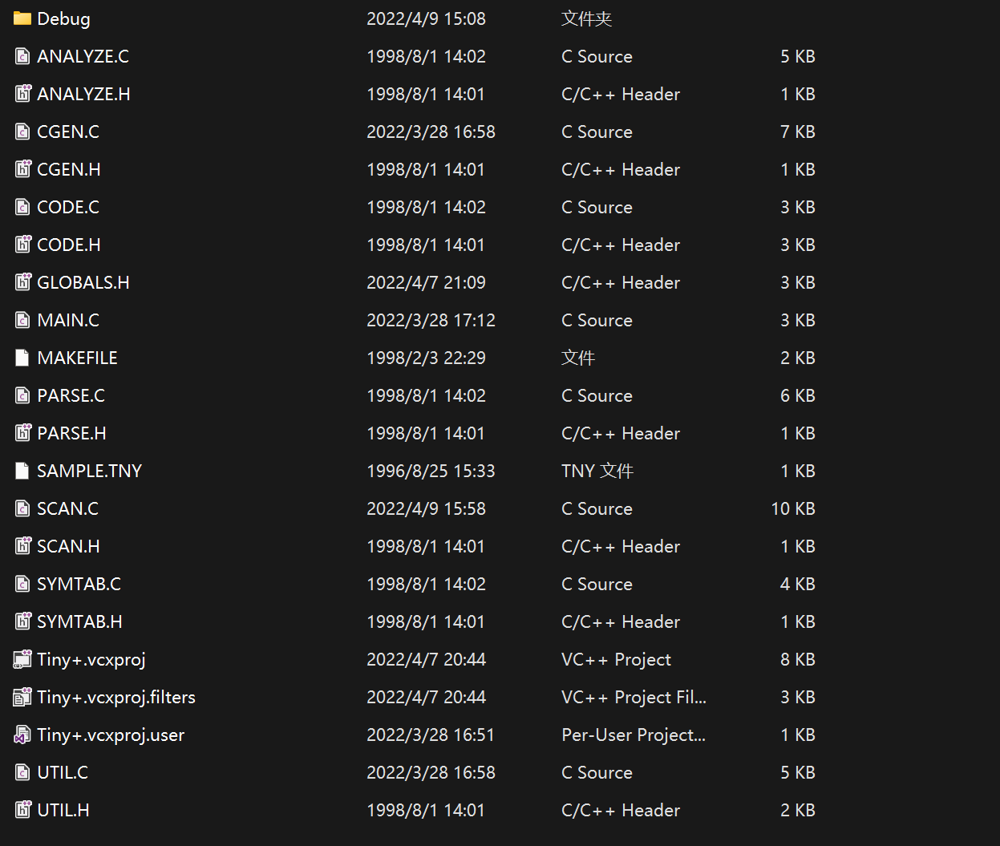 Debug 2022/4/9 15:08 文件夹
ANALYZE.C 1998/8/1 14:02 C Source 5 KB
ANALYZE.H 1998/8/1 14:01 C/C++ Header 1 KB
CGEN.C 2022/3/28 16:58 C Source 7 KB
CGEN.H 1998/8/1 14:01 C/C++ Header 1 KB
CODE.C 1998/8/1 14:02 C Source 3 KB
CODE.H 1998/8/1 14:01 C/C++ Header 3 KB
GLOBALS.H 2022/4/7 21:09 C/C++ Header 3 KB
MAIN.C 2022/3/28 17:12 C Source 3 KB
MAKEFILE 1998/2/3 22:29 文件 2 KB
PARSE.C 1998/8/1 14:02 C Source 6 KB
PARSE.H 1998/8/1 14:01 C/C++ Header 1 KB
SAMPLE.TNY 1996/8/25 15:33 TNY 文件 1 KB
SCAN.C 2022/4/9 15:58 C Source 10 KB
SCAN.H 1998/8/1 14:01 C/C++ Header 1 KB
SYMTAB.C 1998/8/1 14:02 C Source 4 KB
SYMTAB.H 1998/8/1 14:01 C/C++ Header 1 KB
Tiny+.vcxproj 2022/4/7 20:44 VC++ Project 8 KB
Tiny+.vcxproj.filters 2022/4/7 20:44 VC++ Project Fil... 3 KB
Tiny+.vcxproj.user 2022/3/28 16:51 Per-User Project... 1 KB
UTIL.C 2022/3/28 16:58 C Source 5 KB
UTIL.H 1998/8/1 14:01 C/C++ Header 2 KB